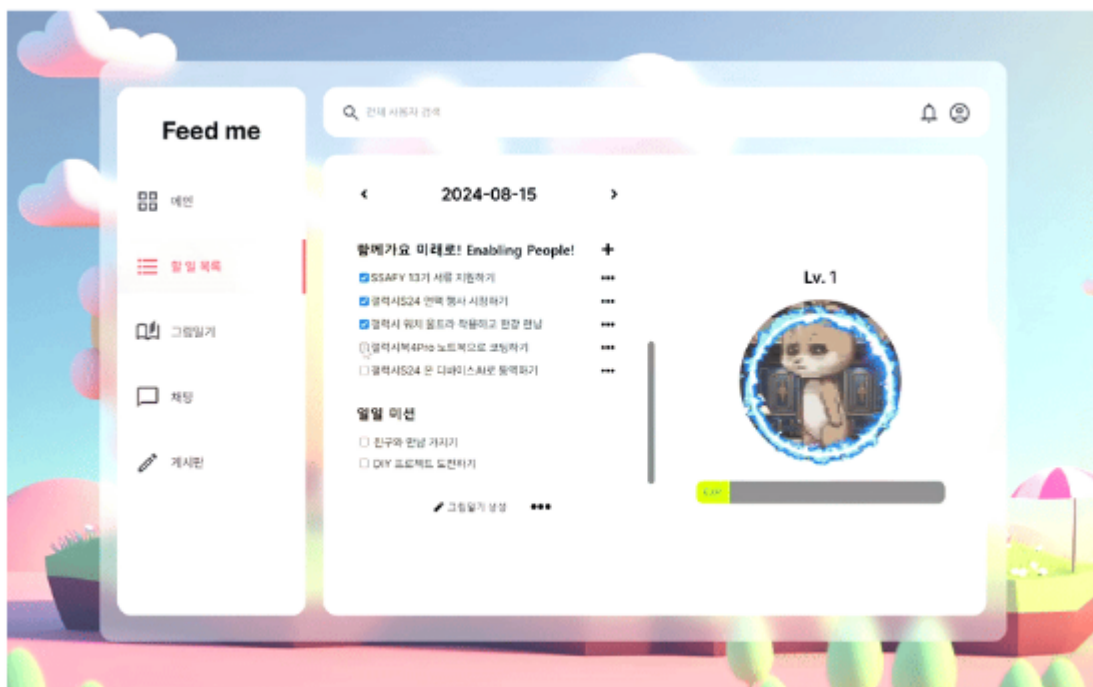 Feed me
전체 사용자 검색
메인
할 일 목록
그림일기
채팅
게시판
2024-08-15
함께가요 미래로! Enabling People!
SSAFY 13기 서류 지원하기
갤럭시S24 언팩 행사 시청하기
갤럭시 워치 울트라 착용하고 한강 런닝
갤럭시북4Pro 노트북으로 코딩하기
갤럭시S24 온 디바이스AI로 통역하기
일일 미션
친구와 만남 가지기
DIY 프로젝트 도전하기
그림일기 생성
Lv. 1